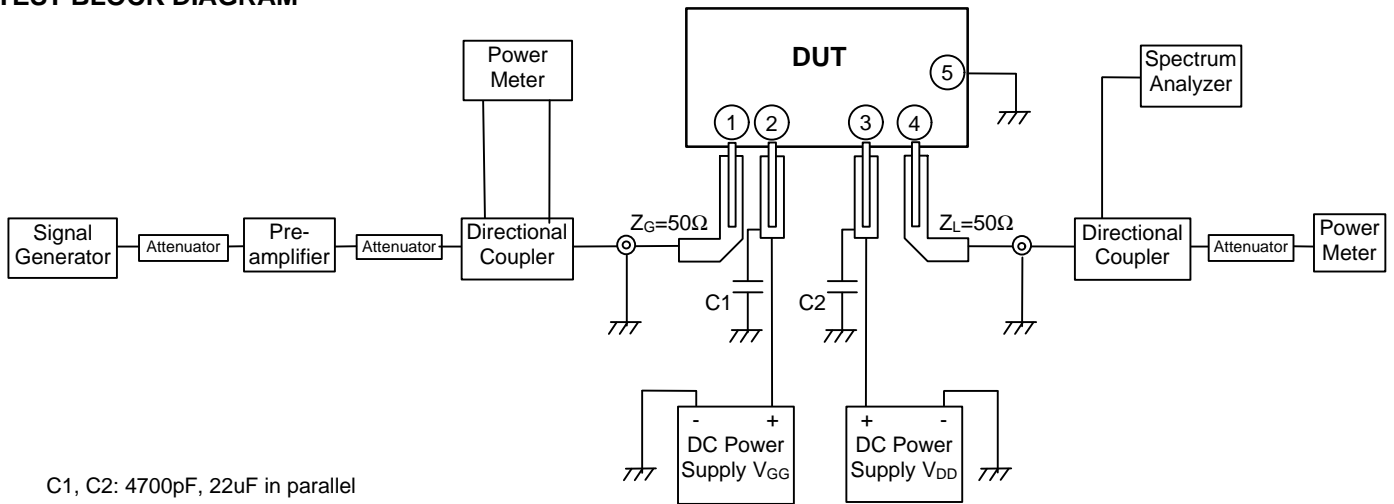 TEST BLOCK DIAGRAM
DUT
5
1
2
3
4
Power
Meter
Spectrum
Analyzer
Signal
Generator
Attenuator
Pre-
amplifier
Attenuator
Directional
Coupler
ZG=50Ω
ZL=50Ω
Directional
Coupler
Attenuator
Power
Meter
C1
C2
- +
DC Power
Supply VGG
+ -
DC Power
Supply VDD
C1, C2: 4700pF, 22uF in parallel